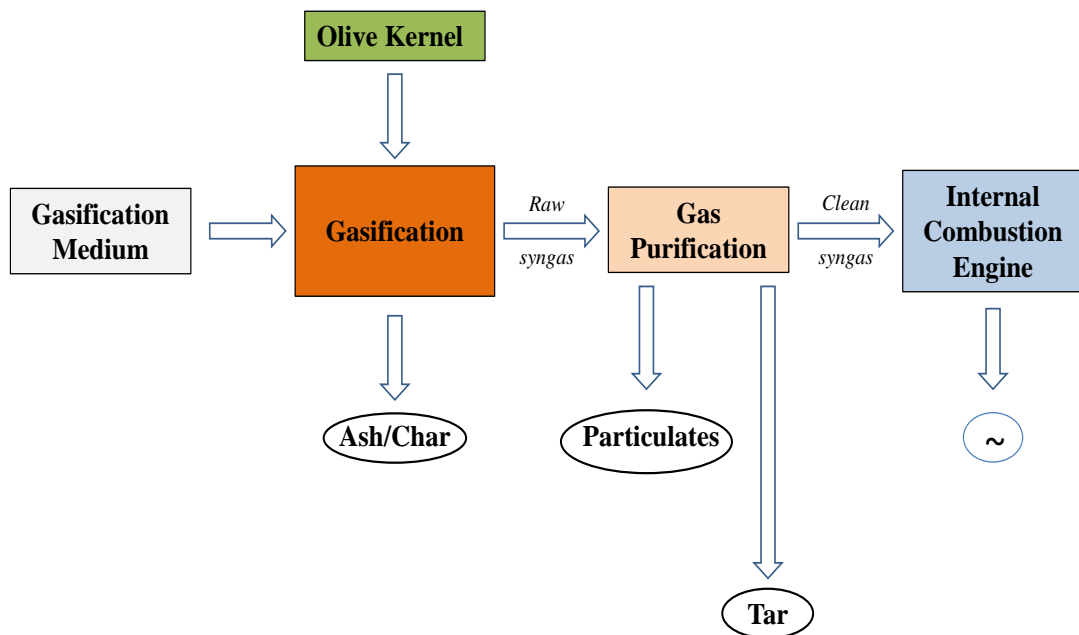 Olive Kernel
Gasification
Medium
Gasification
Raw
syngas
Gas
Purification
Clean
syngas
Internal
Combustion
Engine
Ash/Char
Particulates
~
Tar